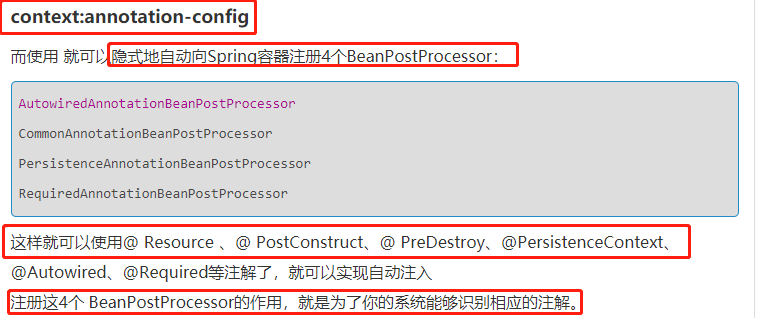 context:annotation-config
而使用 就可以隐式地自动向Spring容器注册4个BeanPostProcessor：
AutowiredAnnotationBeanPostProcessor
CommonAnnotationBeanPostProcessor
PersistenceAnnotationBeanPostProcessor
RequiredAnnotationBeanPostProcessor
这样就可以使用@ Resource 、@ PostConstruct、@ PreDestroy、@PersistenceContext、
@Autowired、@Required等注解了，就可以实现自动注入
注册这4个 BeanPostProcessor的作用，就是为了你的系统能够识别相应的注解。